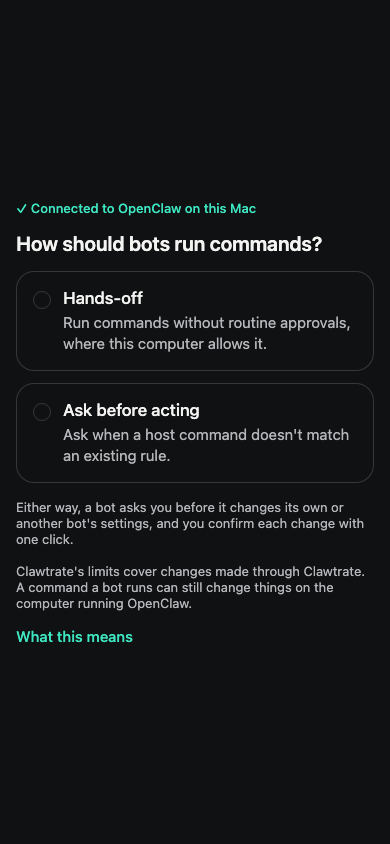 ✓ Connected to OpenClaw on this Mac
How should bots run commands?
Hands-off
Run commands without routine approvals,
where this computer allows it.
Ask before acting
Ask when a host command doesn't match
an existing rule.
Either way, a bot asks you before it changes its own or
another bot's settings, and you confirm each change with
one click.
Clawtrate's limits cover changes made through Clawtrate.
A command a bot runs can still change things on the
computer running OpenClaw.
What this means